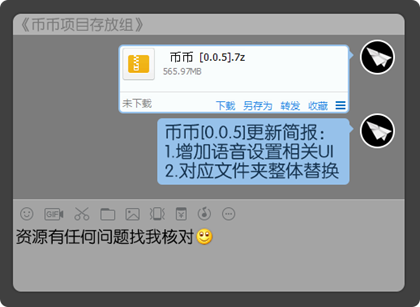 《币币项目存放组》
币币 [0.0.5].7z
565.97MB
未下载 下载 另存为 转发 收藏
币币[0.0.5]更新简报：
1.增加语音设置相关UI
2.对应文件夹整体替换
GIF
资源有任何问题找我核对